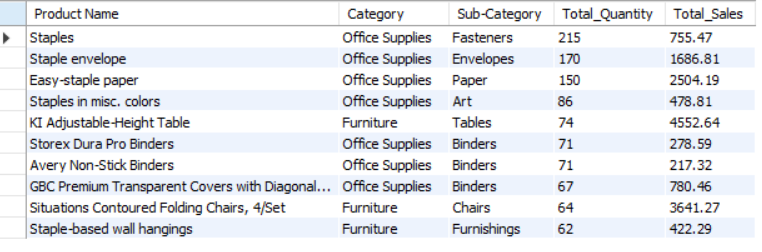 Product Name Category Sub-Category Total_Quantity Total_Sales
Staples Office Supplies Fasteners 215 755.47
Staple envelope Office Supplies Envelopes 170 1686.81
Easy-staple paper Office Supplies Paper 150 2504.19
Staples in misc. colors Office Supplies Art 86 478.81
KI Adjustable-Height Table Furniture Tables 74 4552.64
Storex Dura Pro Binders Office Supplies Binders 71 278.59
Avery Non-Stick Binders Office Supplies Binders 71 217.32
GBC Premium Transparent Covers with Diagonal... Office Supplies Binders 67 780.46
Situations Contoured Folding Chairs, 4/Set Furniture Chairs 64 3641.27
Staple-based wall hangings Furniture Furnishings 62 422.29